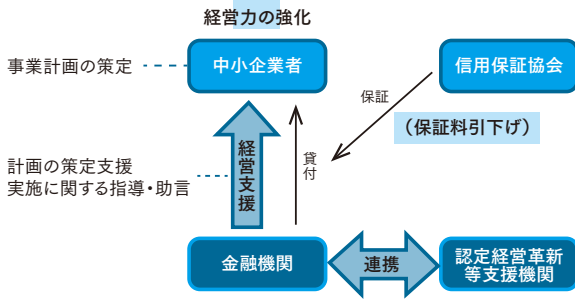 経営力の強化
事業計画の策定
中小企業者
信用保証協会
保証
（保証料引下げ）
計画の策定支援
実施に関する指導・助言
経営支援
貸付
金融機関
連携
認定経営革新
等支援機関